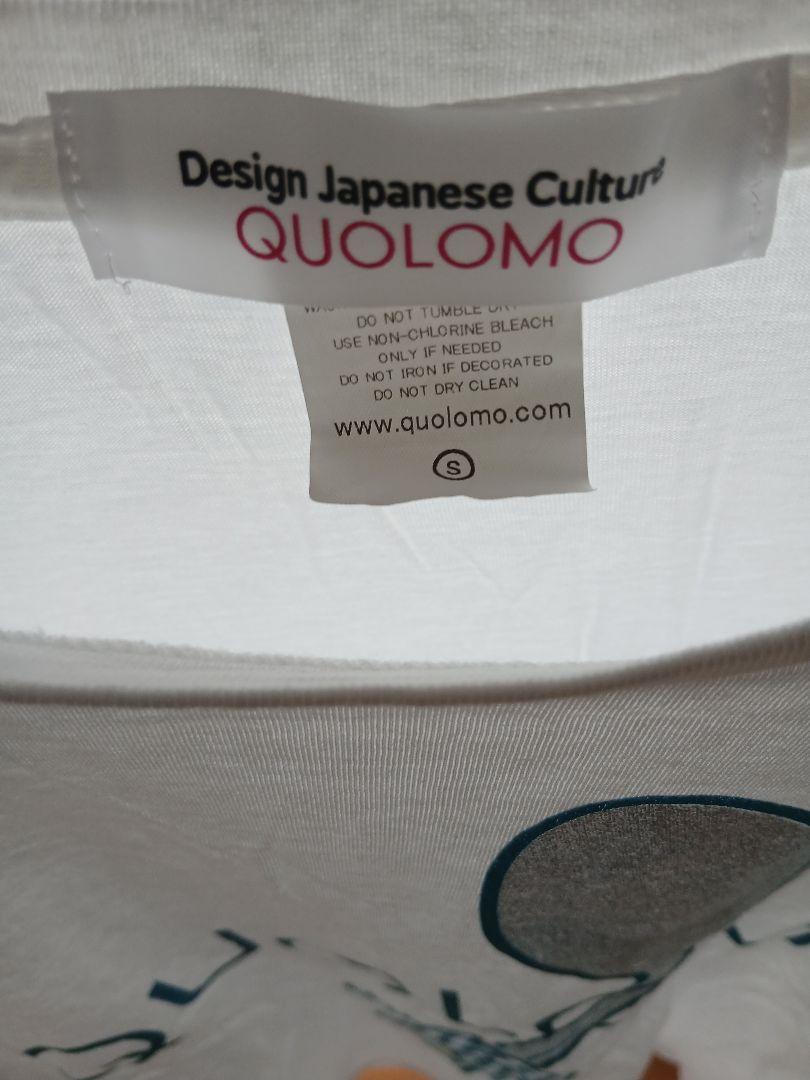 Design Japanese Culture
QUOLOMO
DO NOT TUMBLE DRY
USE NON-CHLORINE BLEACH
ONLY IF NEEDED
DO NOT IRON IF DECORATED
DO NOT DRY CLEAN
www.quolomo.com
S